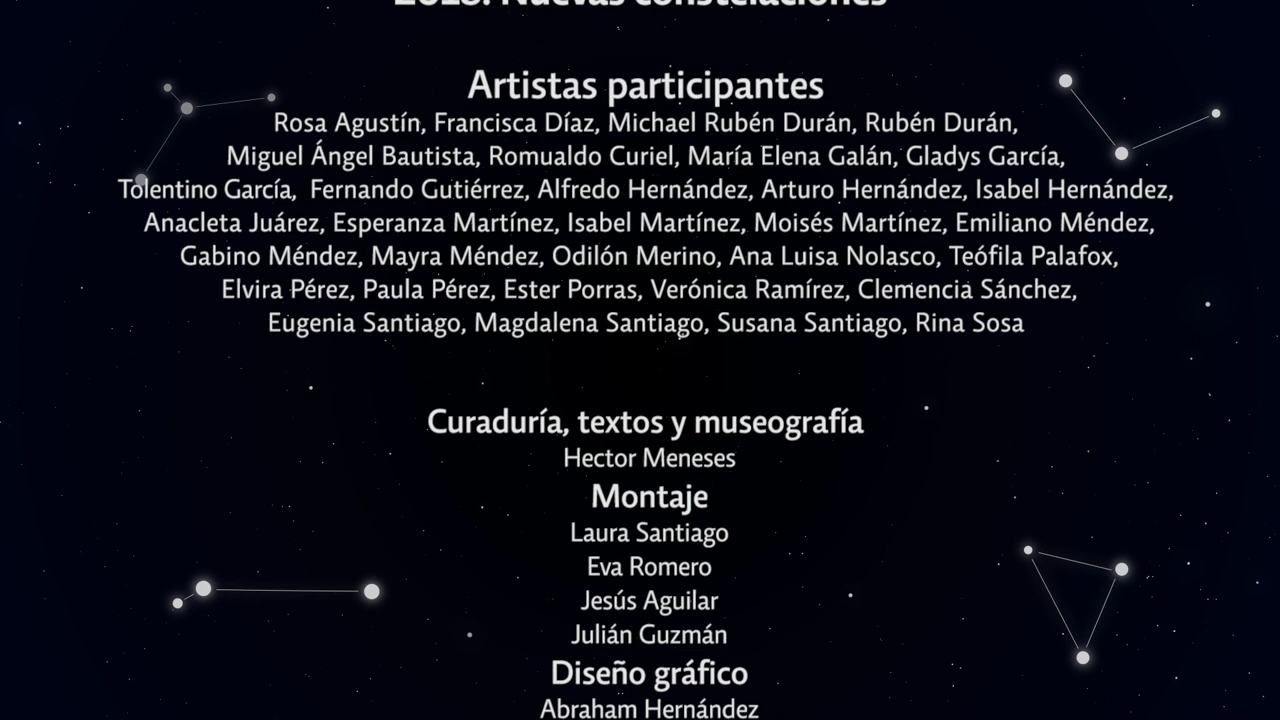 Nuevas constelaciones
Artistas participantes
Rosa Agustín, Francisca Díaz, Michael Rubén Durán, Rubén Durán,
Miguel Ángel Bautista, Romualdo Curiel, María Elena Galán, Gladys García,
Tolentino García, Fernando Gutiérrez, Alfredo Hernández, Arturo Hernández, Isabel Hernández,
Anacleta Juárez, Esperanza Martínez, Isabel Martínez, Moisés Martínez, Emiliano Méndez,
Gabino Méndez, Mayra Méndez, Odilón Merino, Ana Luisa Nolasco, Teófila Palafox,
Elvira Pérez, Paula Pérez, Ester Porras, Verónica Ramírez, Clemencia Sánchez,
Eugenia Santiago, Magdalena Santiago, Susana Santiago, Rina Sosa
Curaduría, textos y museografía
Hector Meneses
Montaje
Laura Santiago
Eva Romero
Jesús Aguilar
Julián Guzmán
Diseño gráfico
Abraham Hernández